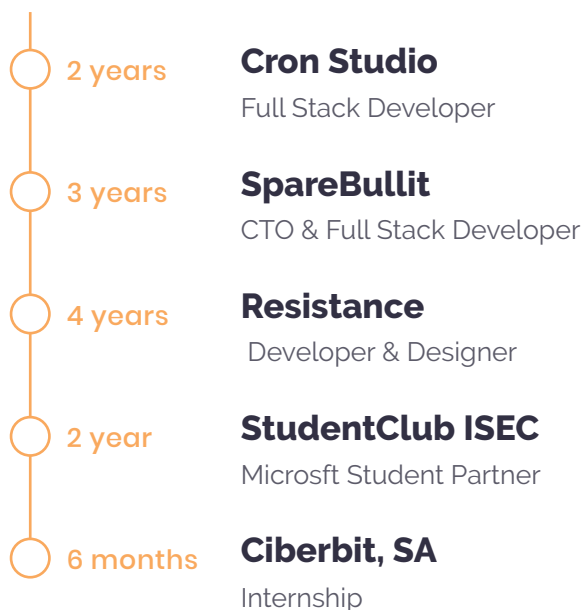 2 years
Cron Studio
Full Stack Developer
3 years
SpareBullit
CTO & Full Stack Developer
4 years
Resistance
Developer & Designer
2 year
StudentClub ISEC
Microsft Student Partner
6 months
Ciberbit, SA
Internship